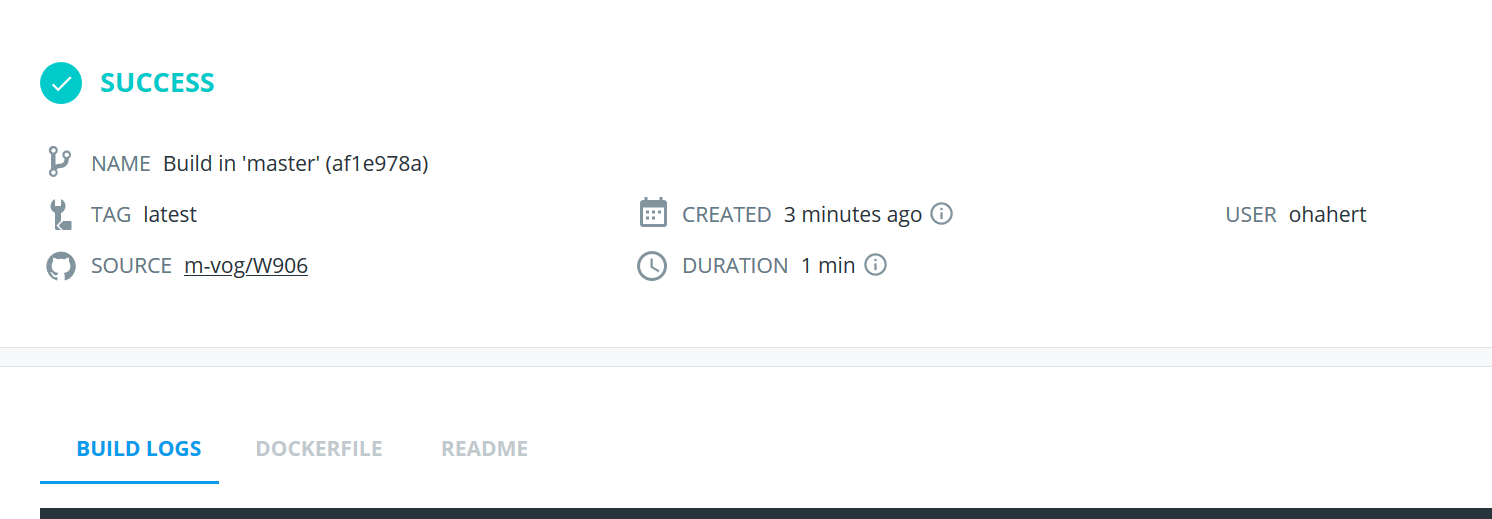 SUCCESS
NAME Build in 'master' (af1e978a)
TAG latest CREATED 3 minutes ago USER ohahert
SOURCE m-vog/W906 DURATION 1 min
BUILD LOGS DOCKERFILE README